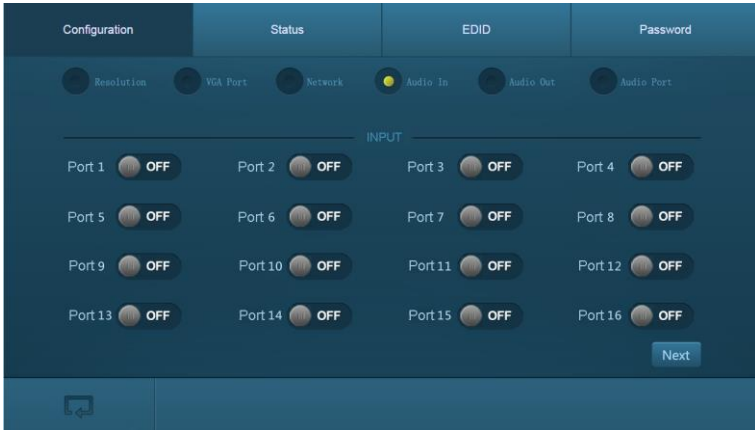 Configuration Status EDID Password
Resolution VGA Port Network Audio In Audio Out Audio Port
INPUT
Port 1 OFF Port 2 OFF Port 3 OFF Port 4 OFF
Port 5 OFF Port 6 OFF Port 7 OFF Port 8 OFF
Port 9 OFF Port 10 OFF Port 11 OFF Port 12 OFF
Port 13 OFF Port 14 OFF Port 15 OFF Port 16 OFF
Next